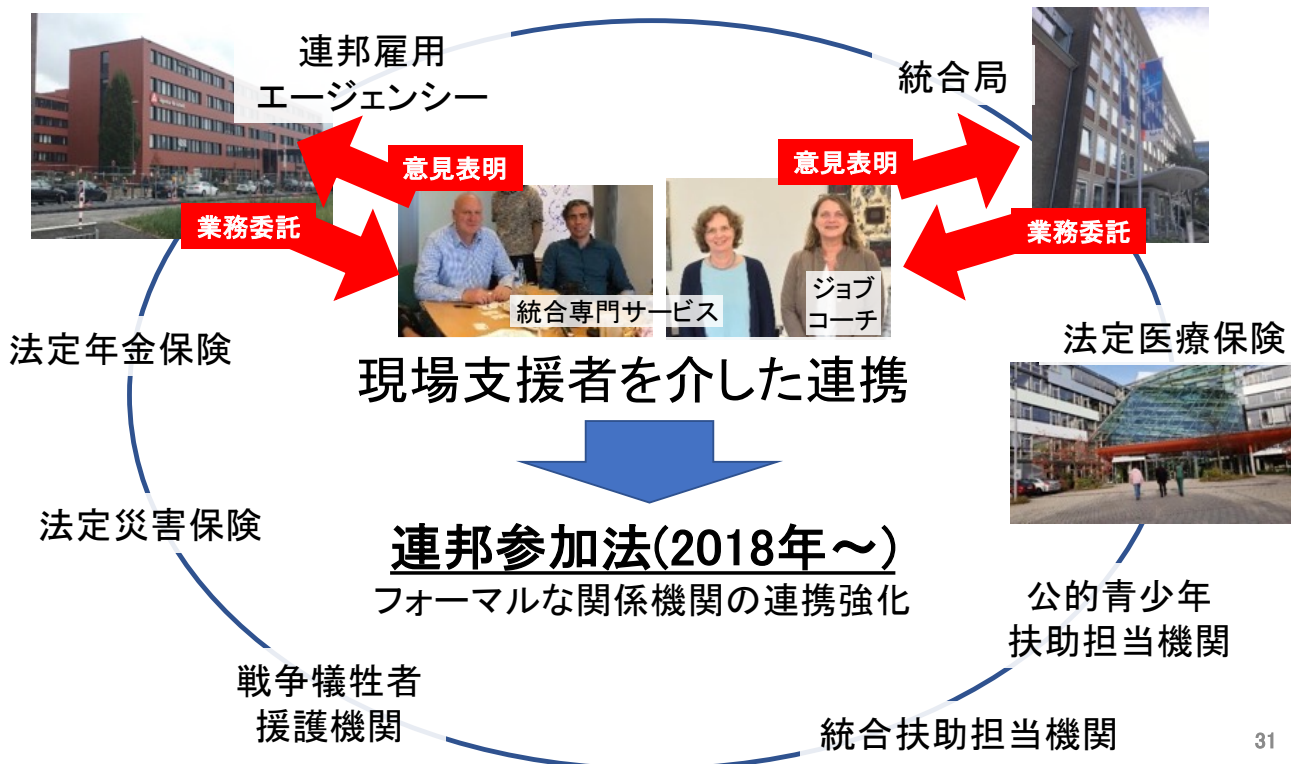 連邦雇用
エージェンシー
統合局
意見表明
意見表明
業務委託
業務委託
統合専門サービス
ジョブ
コーチ
法定年金保険
法定医療保険
現場支援者を介した連携
法定災害保険
連邦参加法(2018年~)
フォーマルな関係機関の連携強化
公的青少年
扶助担当機関
戦争犠牲者
援護機関
統合扶助担当機関
31